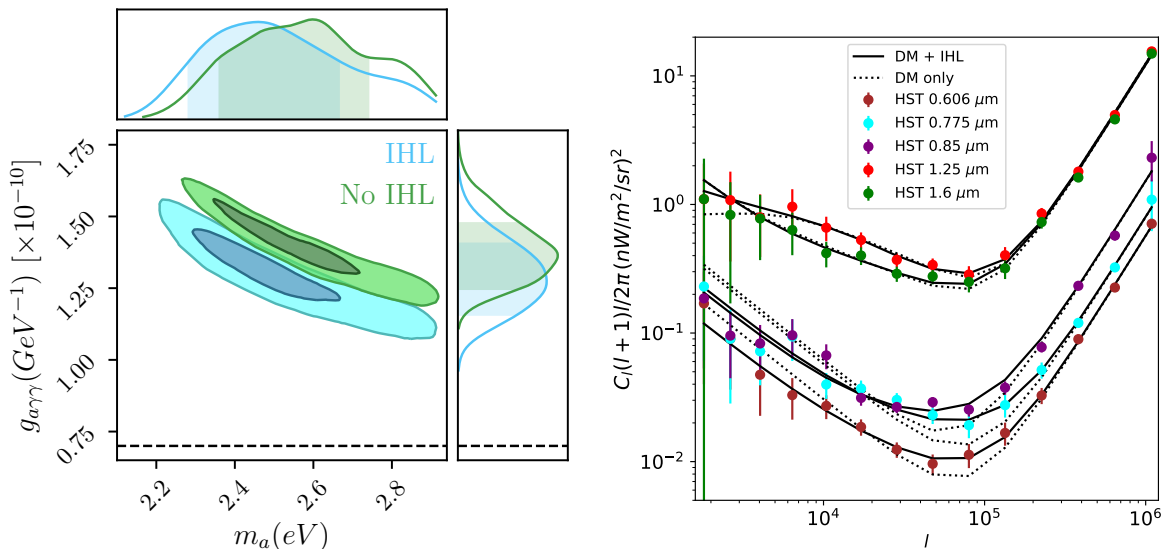 IHL
No IHL
1.75
1.50
1.25
1.00
0.75
g_{aγγ}(GeV^{-1}) [×10^{-10}]
2.2
2.4
2.6
2.8
m_a(eV)
DM + IHL
DM only
HST 0.606 μm
HST 0.775 μm
HST 0.85 μm
HST 1.25 μm
HST 1.6 μm
10^1
10^0
10^{-1}
10^{-2}
C_l(l + 1)l/2π (nW/m^2/sr)^2
10^4
10^5
10^6
l